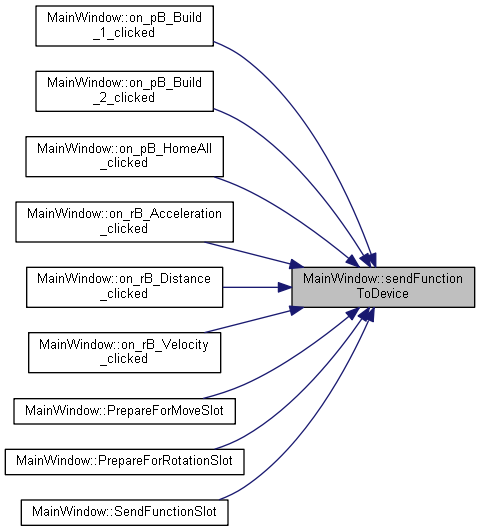 MainWindow::on_pB_Build
_1_clicked
MainWindow::on_pB_Build
_2_clicked
MainWindow::on_pB_HomeAll
_clicked
MainWindow::on_rB_Acceleration
_clicked
MainWindow::on_rB_Distance
_clicked
MainWindow::on_rB_Velocity
_clicked
MainWindow::PrepareForMoveSlot
MainWindow::PrepareForRotationSlot
MainWindow::SendFunctionSlot
MainWindow::sendFunction
ToDevice